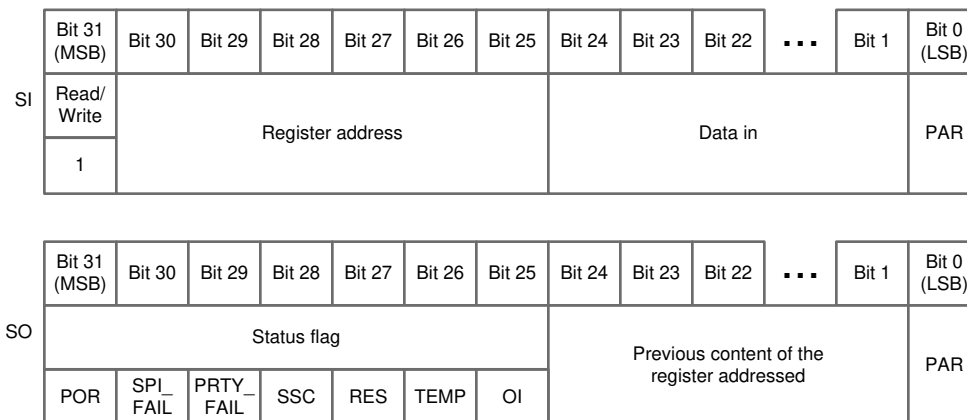 Bit 31 (MSB) Bit 30 Bit 29 Bit 28 Bit 27 Bit 26 Bit 25 Bit 24 Bit 23 Bit 22 ... Bit 1 Bit 0 (LSB)
SI
Read/
Write
1
Register address
Data in
PAR
Bit 31 (MSB) Bit 30 Bit 29 Bit 28 Bit 27 Bit 26 Bit 25 Bit 24 Bit 23 Bit 22 ... Bit 1 Bit 0 (LSB)
SO
Status flag
POR SPI_FAIL PRTY_FAIL SSC RES TEMP OI
Previous content of the
register addressed
PAR